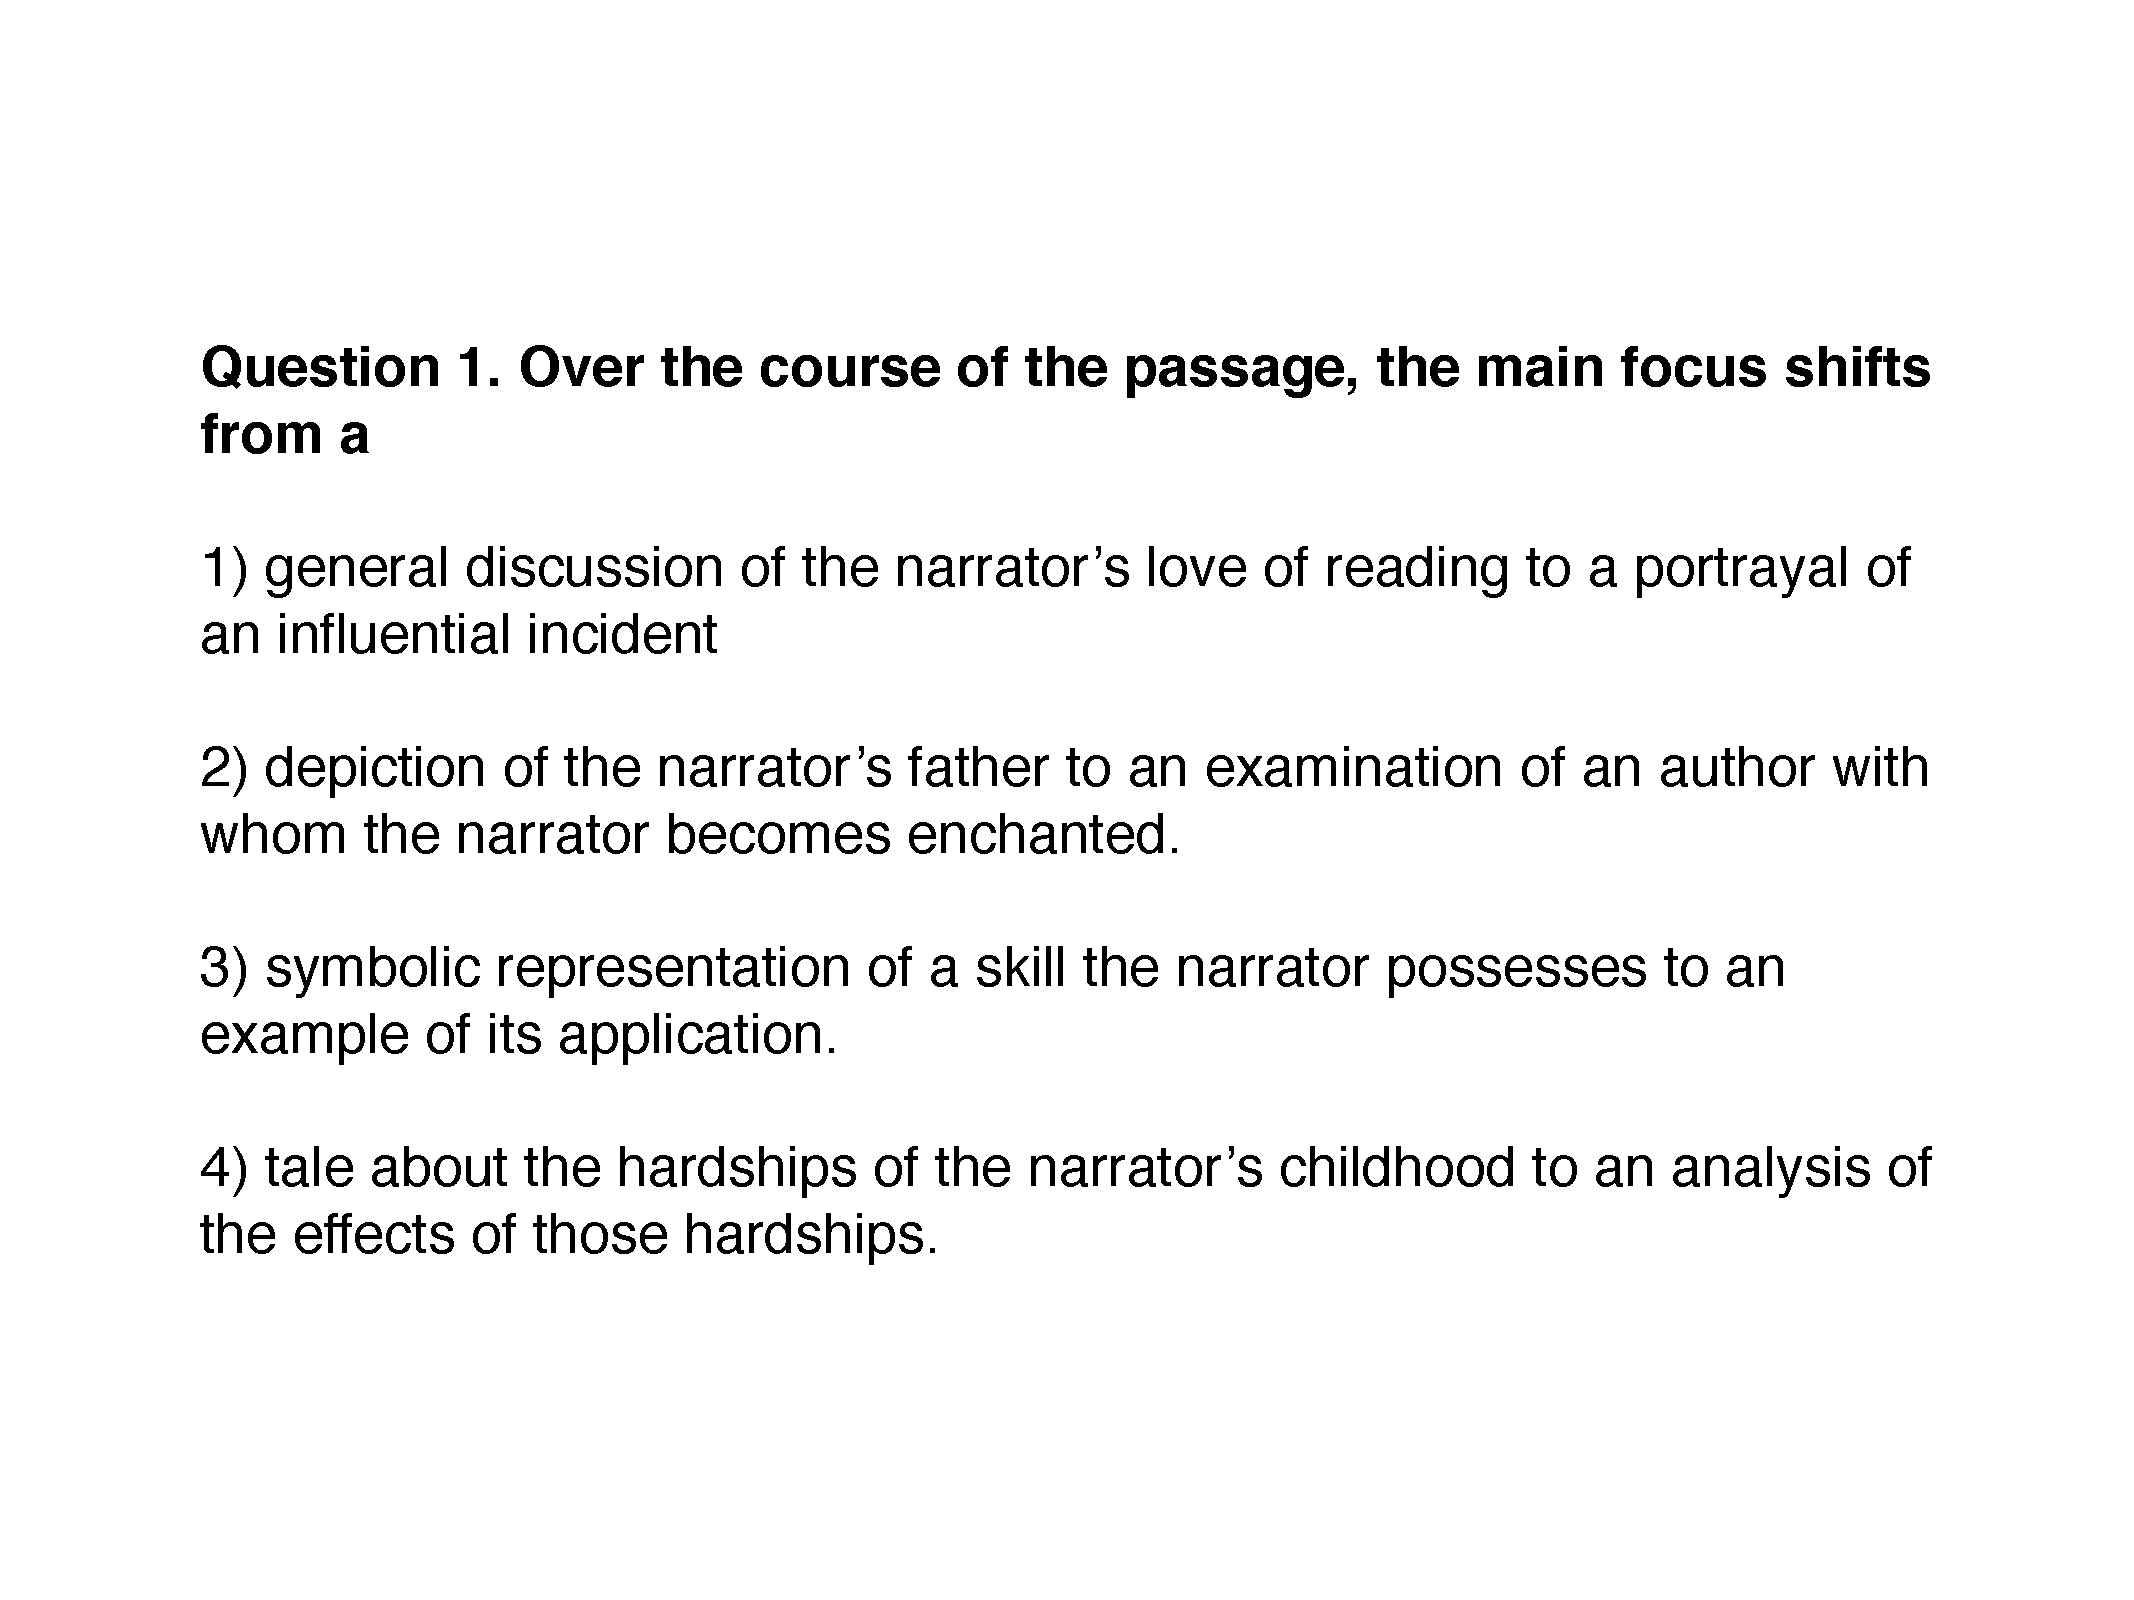 Question 1. Over the course of the passage, the main focus shifts
from a
1) general discussion of the narrator’s love of reading to a portrayal of
an influential incident
2) depiction of the narrator’s father to an examination of an author with
whom the narrator becomes enchanted.
3) symbolic representation of a skill the narrator possesses to an
example of its application.
4) tale about the hardships of the narrator’s childhood to an analysis of
the effects of those hardships.